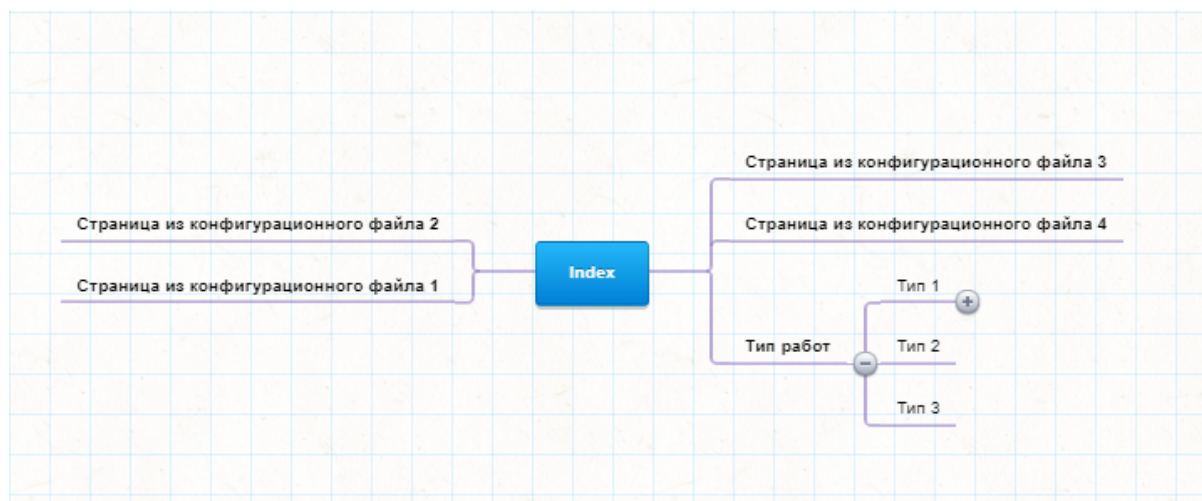 Страница из конфигурационного файла 3
Страница из конфигурационного файла 2
Страница из конфигурационного файла 4
Index
Страница из конфигурационного файла 1
Тип 1
Тип работ
Тип 2
Тип 3